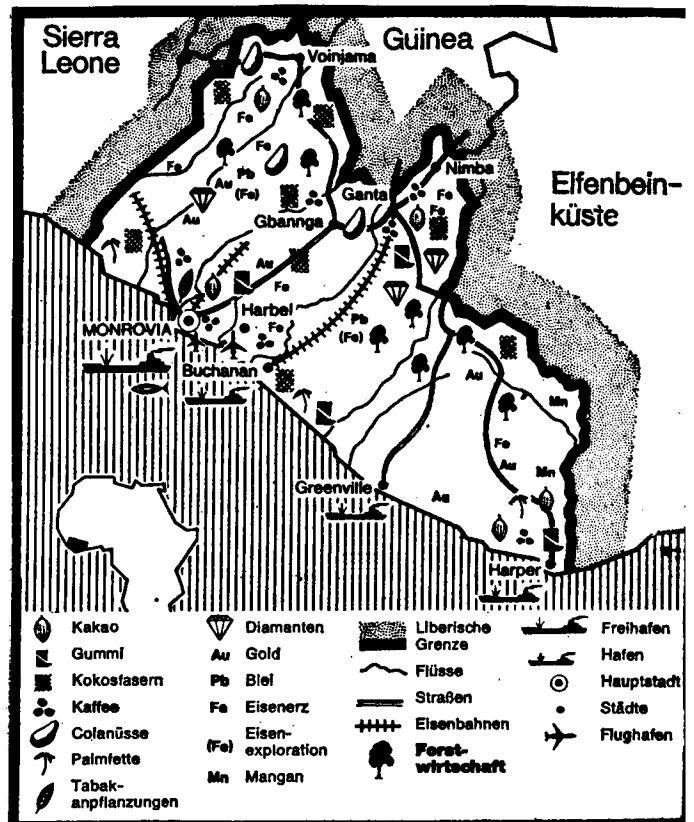 Sierra
Leone
Guinea
Voinjama
Fe
Fe
Fe
Au
Pb
(Fe)
Au
Ganta
Nimba
Fe
Fe
Elfenbein-
küste
Gbannga
Au
Fe
Harbel
Fe
Pb
(Fe)
MONROVIA
Buchanan
Au
Mn
Fe
Au
Mn
Greenville
Au
Harper
Kakao
Gummi
Kokosfasern
Kaffee
Colanüsse
Palmfette
Tabak-
anpflanzungen
Diamanten
Au Gold
Pb Blei
Fe Eisenerz
(Fe) Eisen-
exploration
Mn Mangan
Liberische
Grenze
Flüsse
Straßen
Eisenbahnen
Forst-
wirtschaft
Freihafen
Hafen
Hauptstadt
Städte
Flughafen